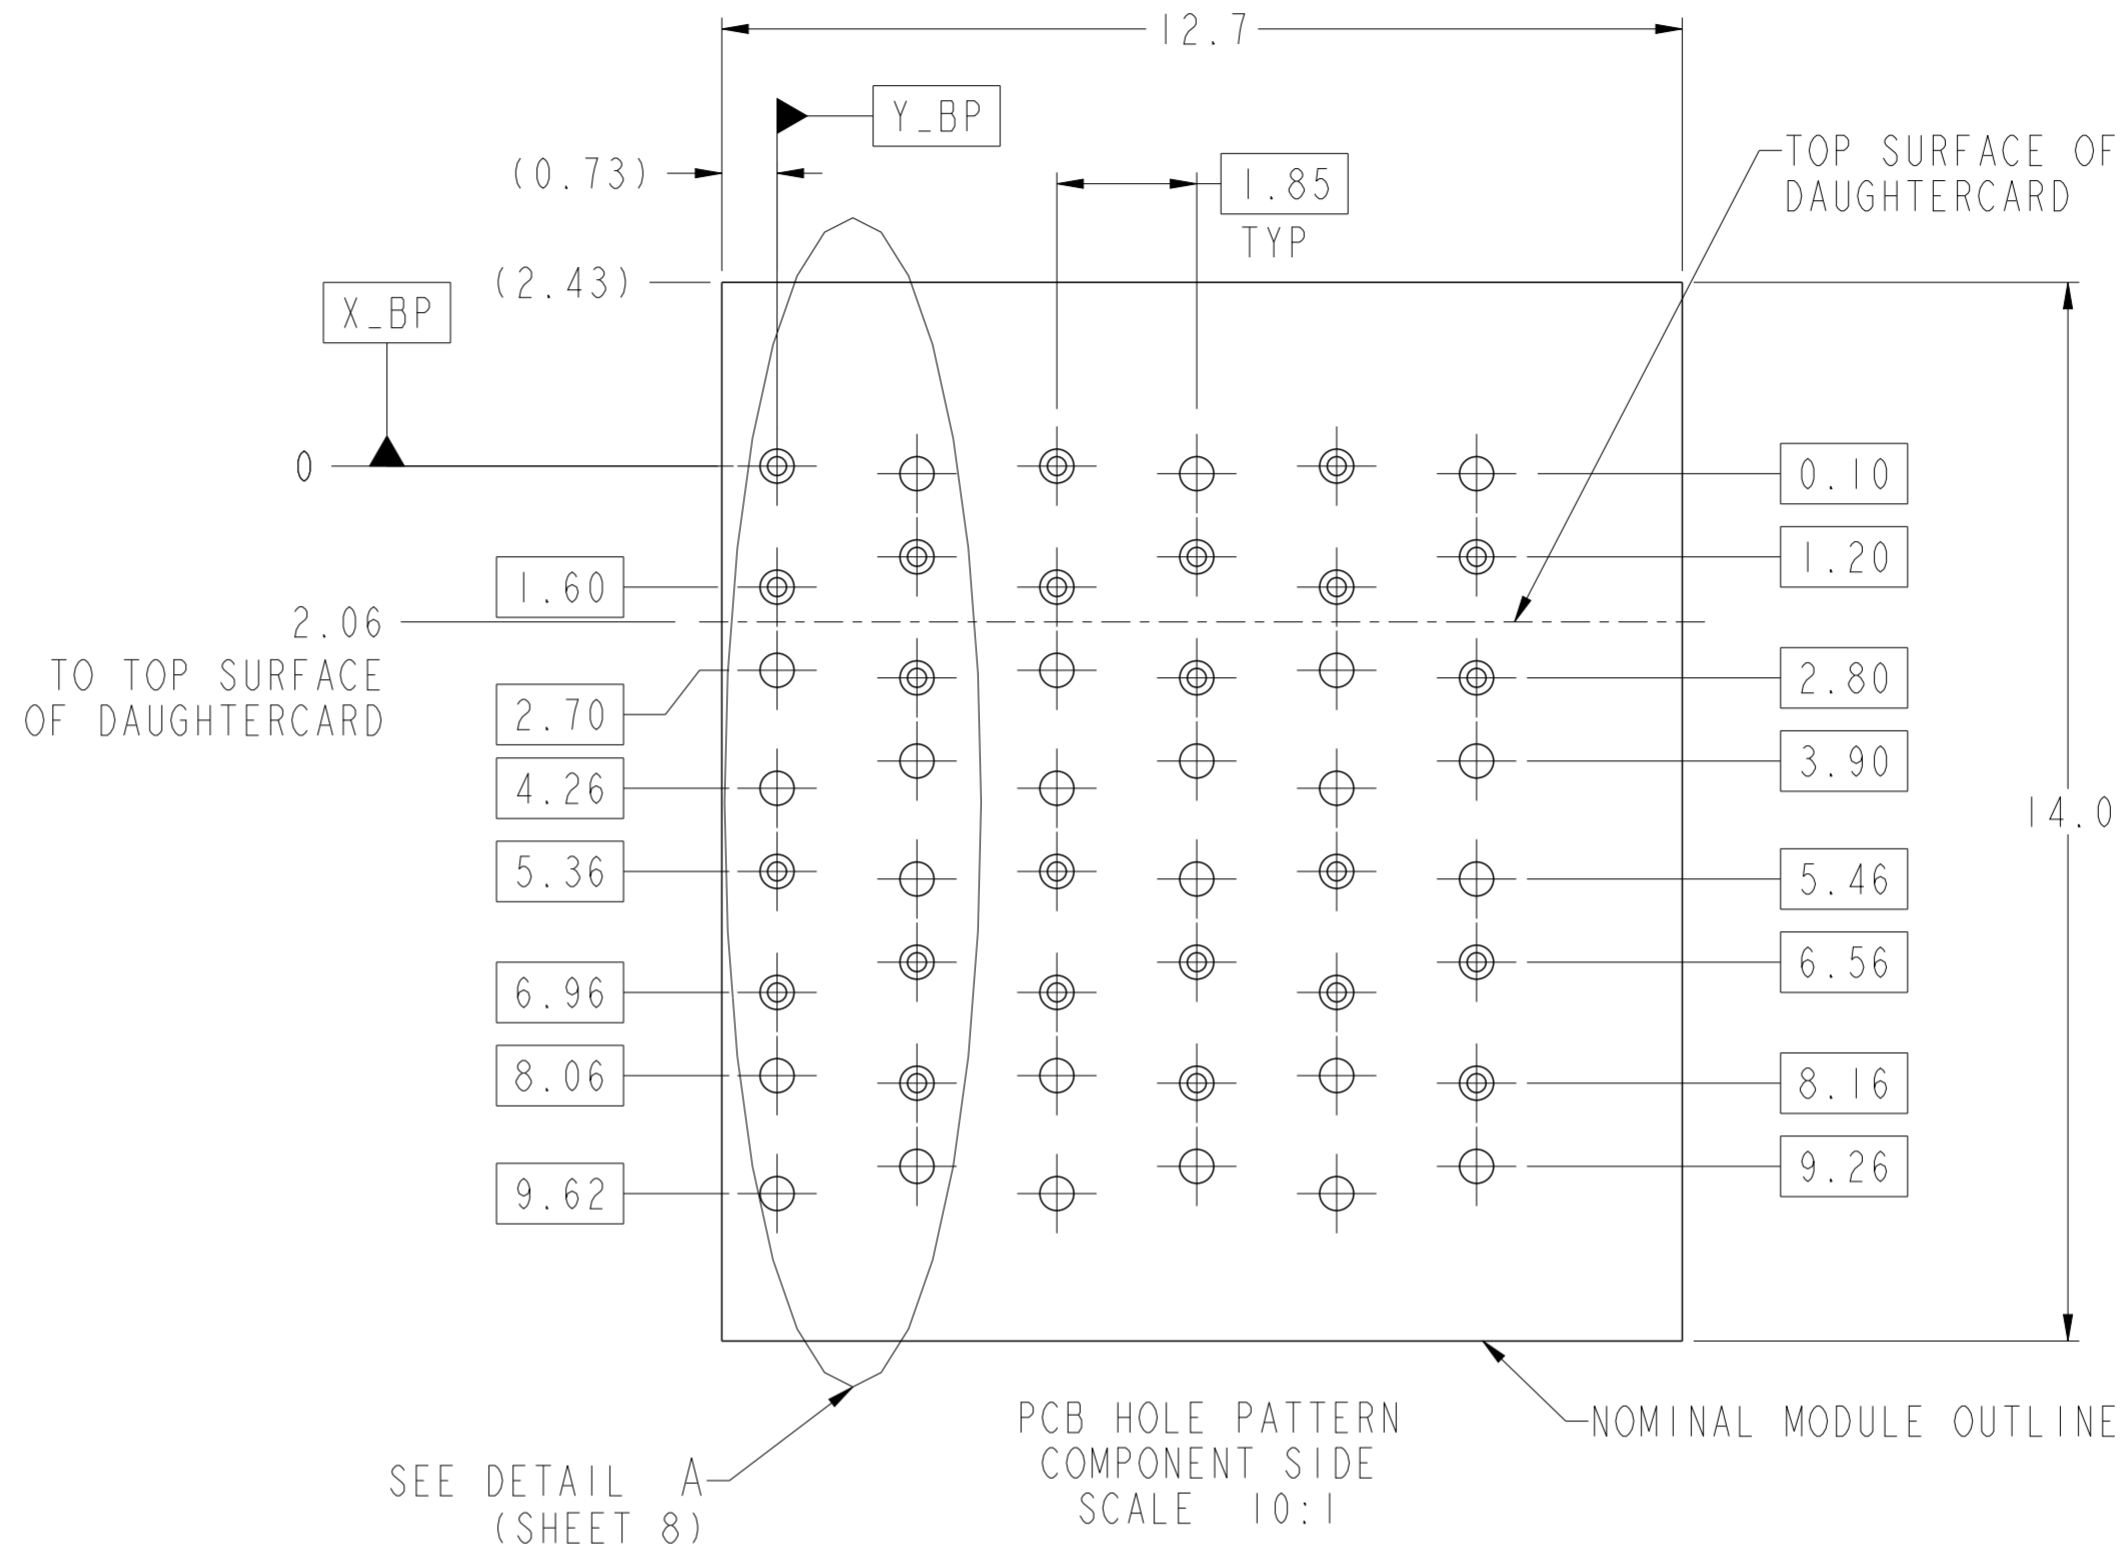 12.7
Y_BP
(0.73)
1.85
TYP
TOP SURFACE OF
DAUGHTERCARD
(2.43)
X_BP
0
0.10
1.20
1.60
2.06
TO TOP SURFACE
OF DAUGHTERCARD
2.80
2.70
3.90
4.26
14.0
5.36
5.46
6.56
6.96
8.06
8.16
9.26
9.62
PCB HOLE PATTERN
COMPONENT SIDE
SCALE 10:1
NOMINAL MODULE OUTLINE
SEE DETAIL A
(SHEET 8)